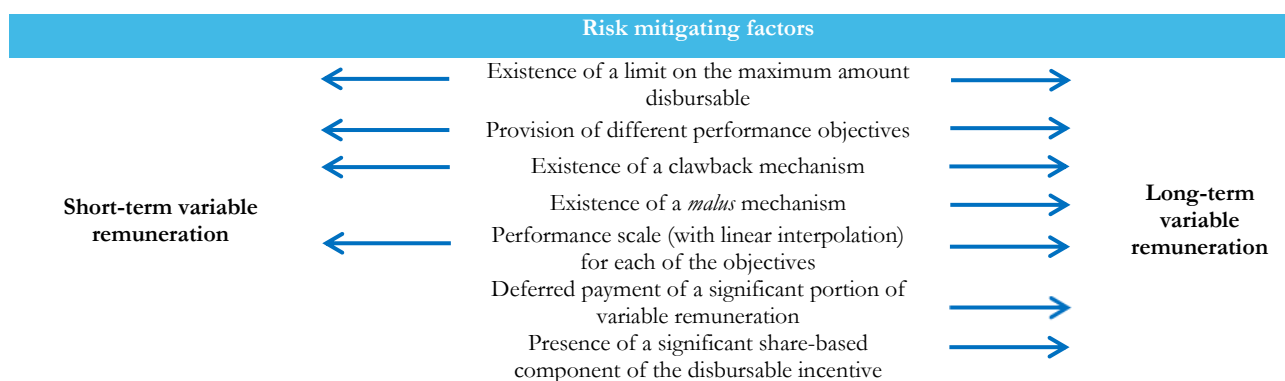 Risk mitigating factors
Existence of a limit on the maximum amount
disbursable
Provision of different performance objectives
Existence of a clawback mechanism
Existence of a malus mechanism
Short-term variable
remuneration
Performance scale (with linear interpolation)
for each of the objectives
Deferred payment of a significant portion of
variable remuneration
Presence of a significant share-based
component of the disbursable incentive
Long-term
variable
remuneration